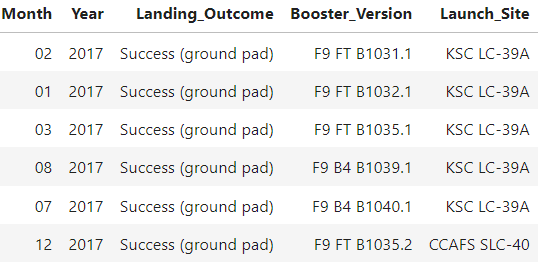 Month Year Landing_Outcome Booster_Version Launch_Site
02 2017 Success (ground pad) F9 FT B1031.1 KSC LC-39A
01 2017 Success (ground pad) F9 FT B1032.1 KSC LC-39A
03 2017 Success (ground pad) F9 FT B1035.1 KSC LC-39A
08 2017 Success (ground pad) F9 B4 B1039.1 KSC LC-39A
07 2017 Success (ground pad) F9 B4 B1040.1 KSC LC-39A
12 2017 Success (ground pad) F9 FT B1035.2 CCAFS SLC-40